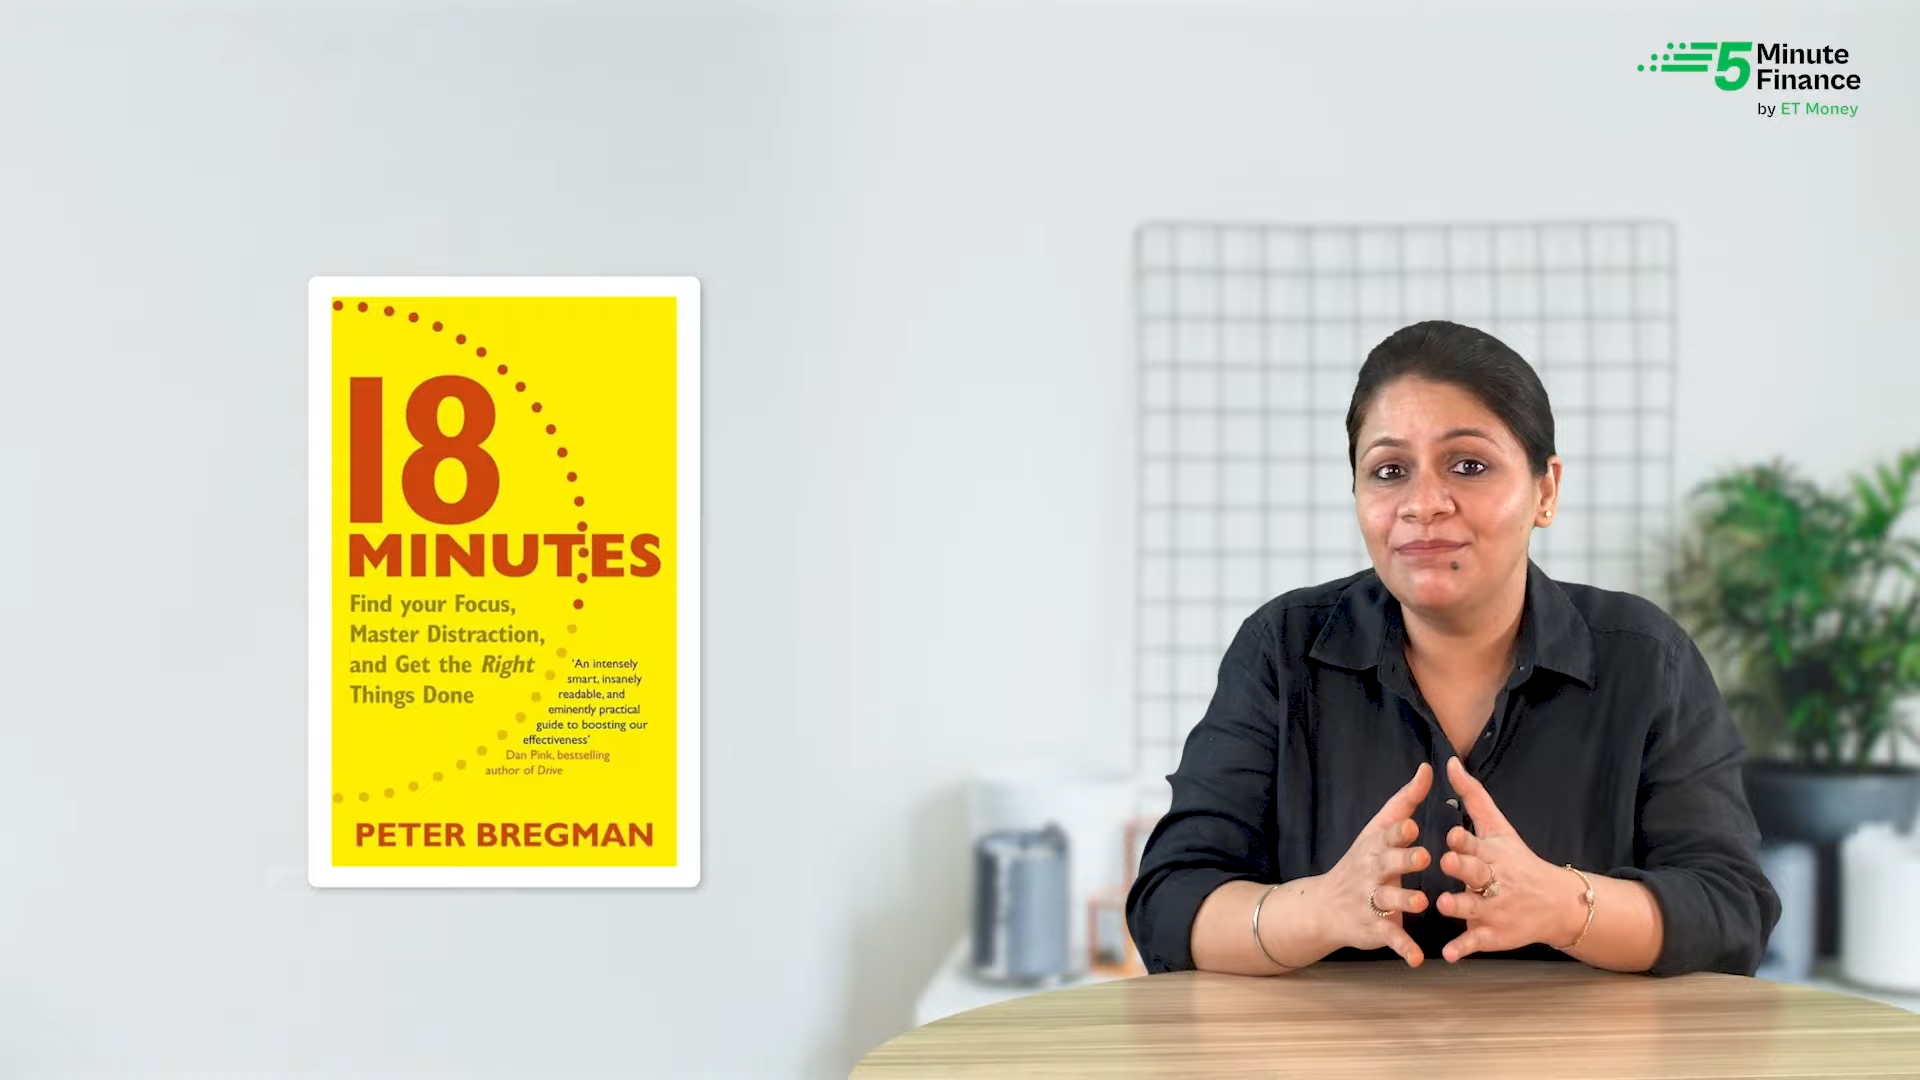 5 Minute
Finance
by ET Money
18
MINUTES
Find your Focus,
Master Distraction,
and Get the Right
Things Done
'An intensely
smart, insanely
readable, and
eminently practical
guide to boosting our
effectiveness'
Dan Pink, bestselling
author of Drive
PETER BREGMAN